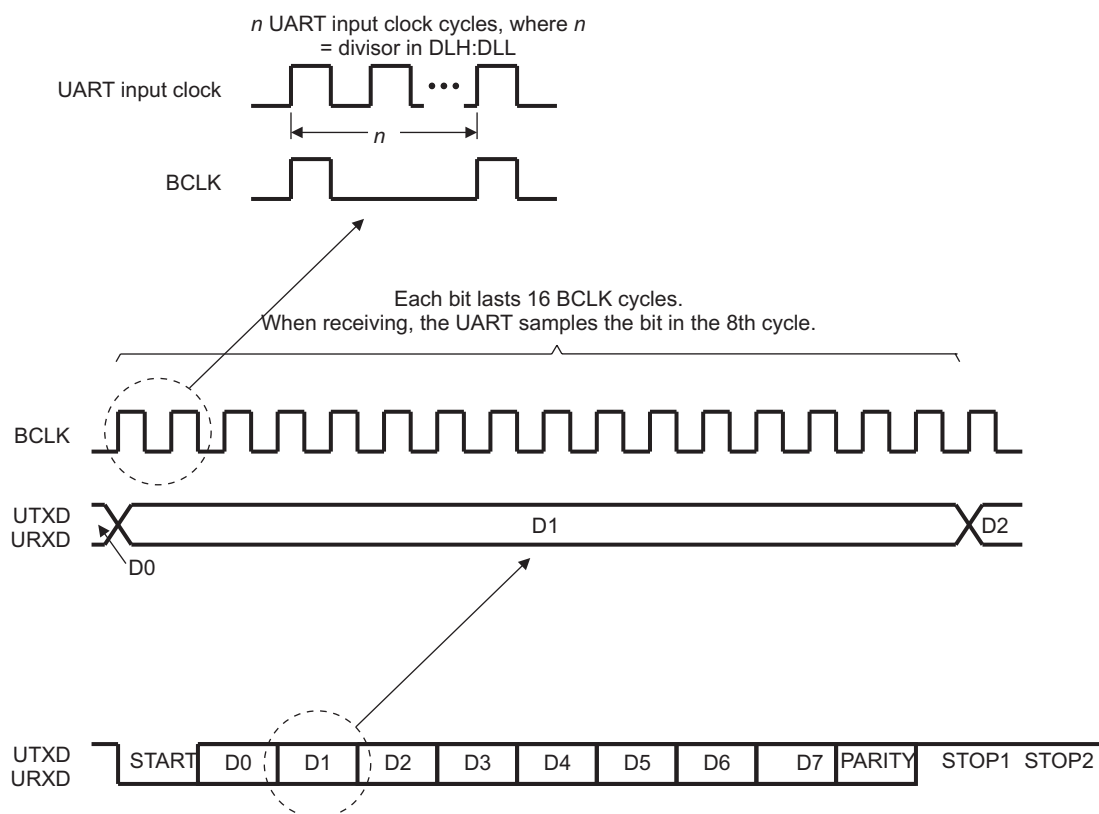 n UART input clock cycles, where n
= divisor in DLH:DLL
UART input clock
n
BCLK
Each bit lasts 16 BCLK cycles.
When receiving, the UART samples the bit in the 8th cycle.
BCLK
UTXD
URXD
D1
D2
D0
UTXD
URXD
START
D0
D1
D2
D3
D4
D5
D6
D7
PARITY
STOP1
STOP2